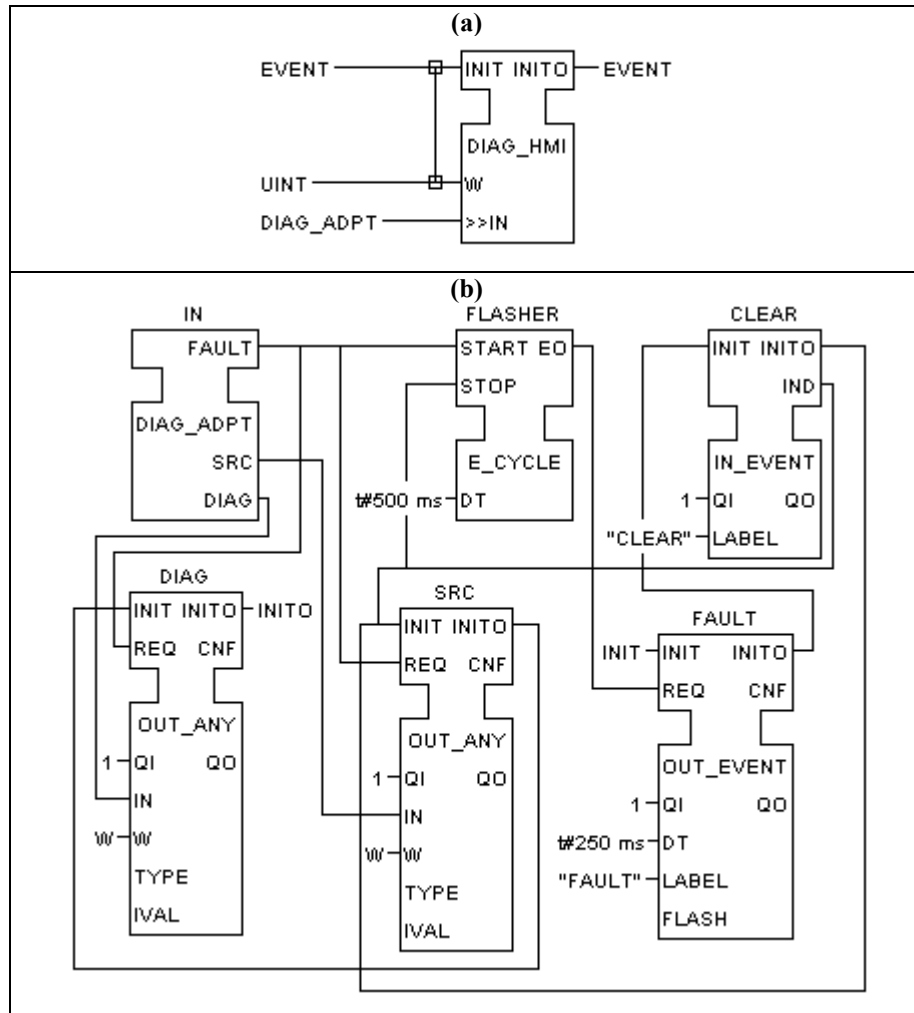 (a)
EVENT
INIT INITO
EVENT
DIAG_HMI
UINT
W
DIAG_ADPT
>>IN
(b)
IN
FAULT
DIAG_ADPT
SRC
DIAG
FLASHER
START EO
STOP
E_CYCLE
t#500 ms
DT
CLEAR
INIT INITO
IND
IN_EVENT
1
QI QO
"CLEAR"
LABEL
DIAG
INIT INITO
INITO
REQ CNF
OUT_ANY
1
QI QO
IN
W
W
TYPE
IVAL
SRC
INIT INITO
REQ CNF
OUT_ANY
1
QI QO
IN
W
W
TYPE
IVAL
FAULT
INIT
INIT INITO
REQ CNF
OUT_EVENT
1
QI QO
t#250 ms
DT
"FAULT"
LABEL
FLASH